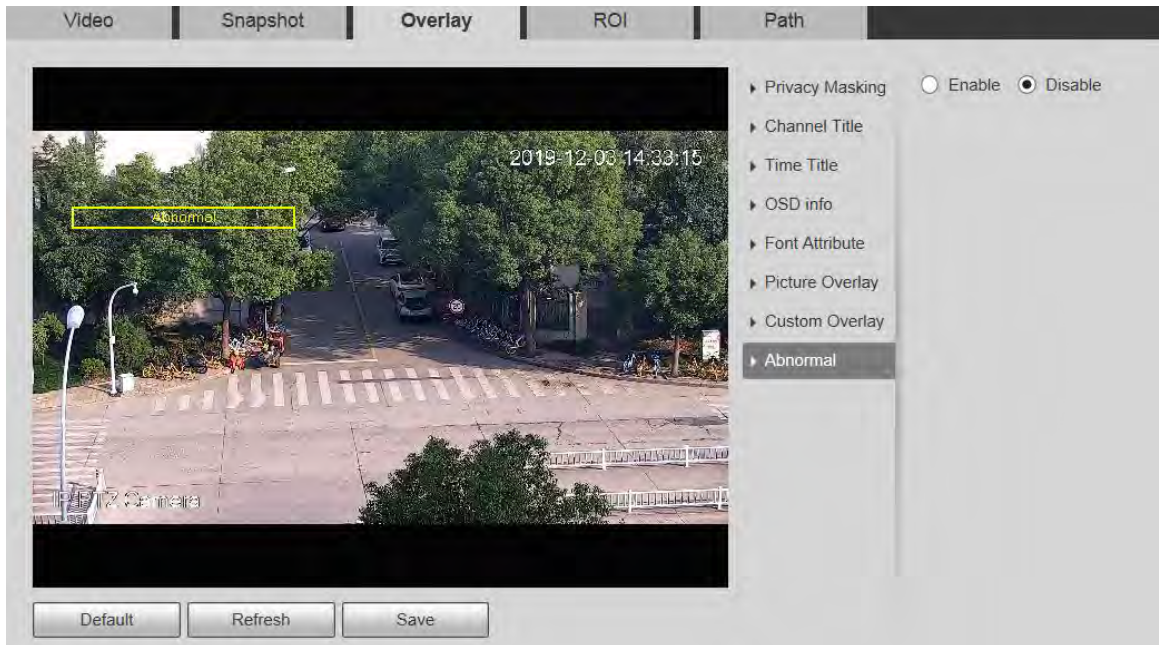 Video Snapshot Overlay ROI Path
Privacy Masking
Enable Disable
Channel Title
2019-12-03 14:33:15
Time Title
OSD info
Abnormal
Font Attribute
Picture Overlay
Custom Overlay
Abnormal
IP PTZ Camera
Default Refresh Save